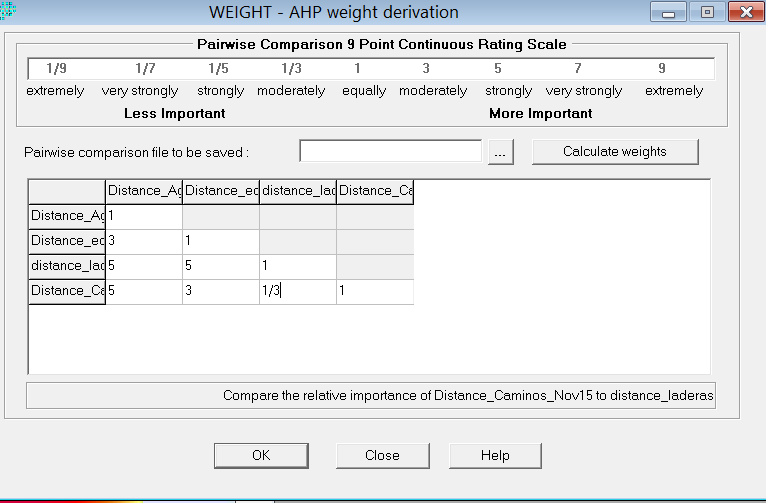 WEIGHT - AHP weight derivation
Pairwise Comparison 9 Point Continuous Rating Scale
1/9 1/7 1/5 1/3 1 3 5 7 9
extremely very strongly strongly moderately equally moderately strongly very strongly extremely
Less Important More Important
Pairwise comparison file to be saved : ... Calculate weights
Distance_Ag Distance_ed distance_lad Distance_Ca
Distance_Ag 1
Distance_ed 3 1
distance_lad 5 5 1
Distance_Ca 5 3 1/3 1
Compare the relative importance of Distance_Caminos_Nov15 to distance_laderas
OK Close Help